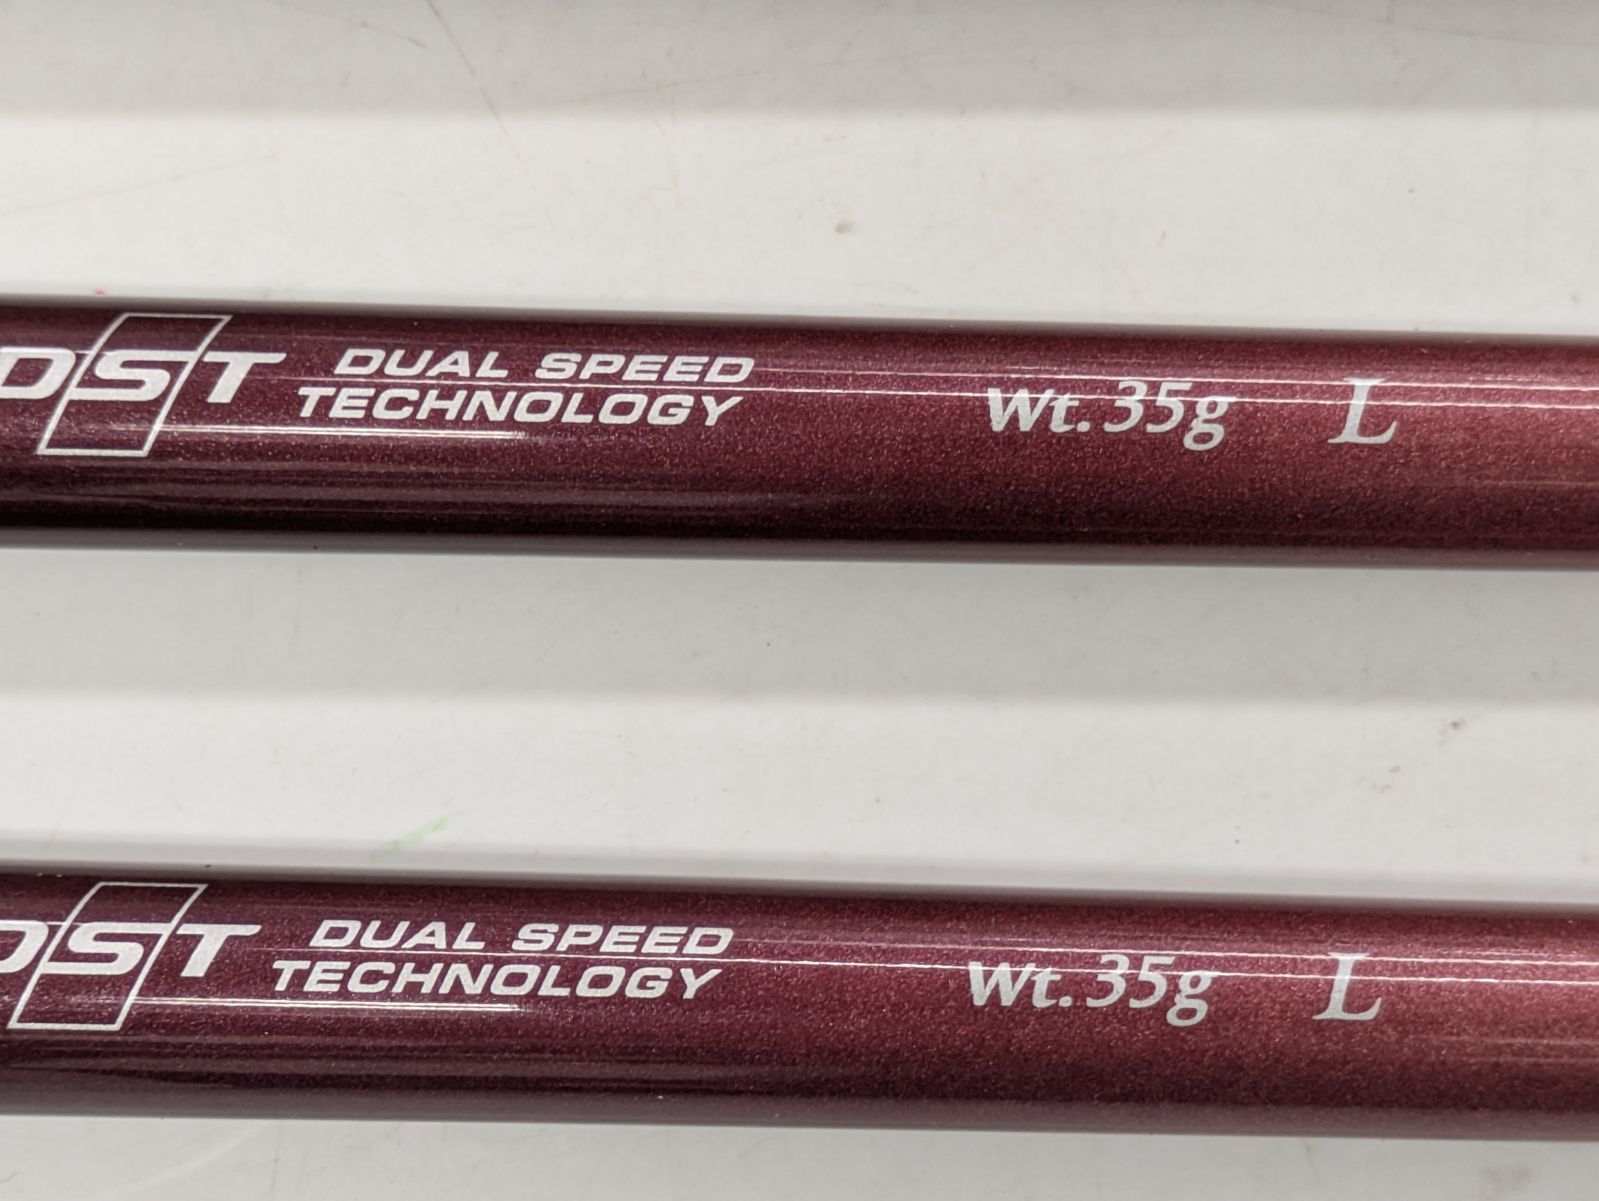 DST DUAL SPEED
TECHNOLOGY
Wt.35g L
DST DUAL SPEED
TECHNOLOGY
Wt.35g L